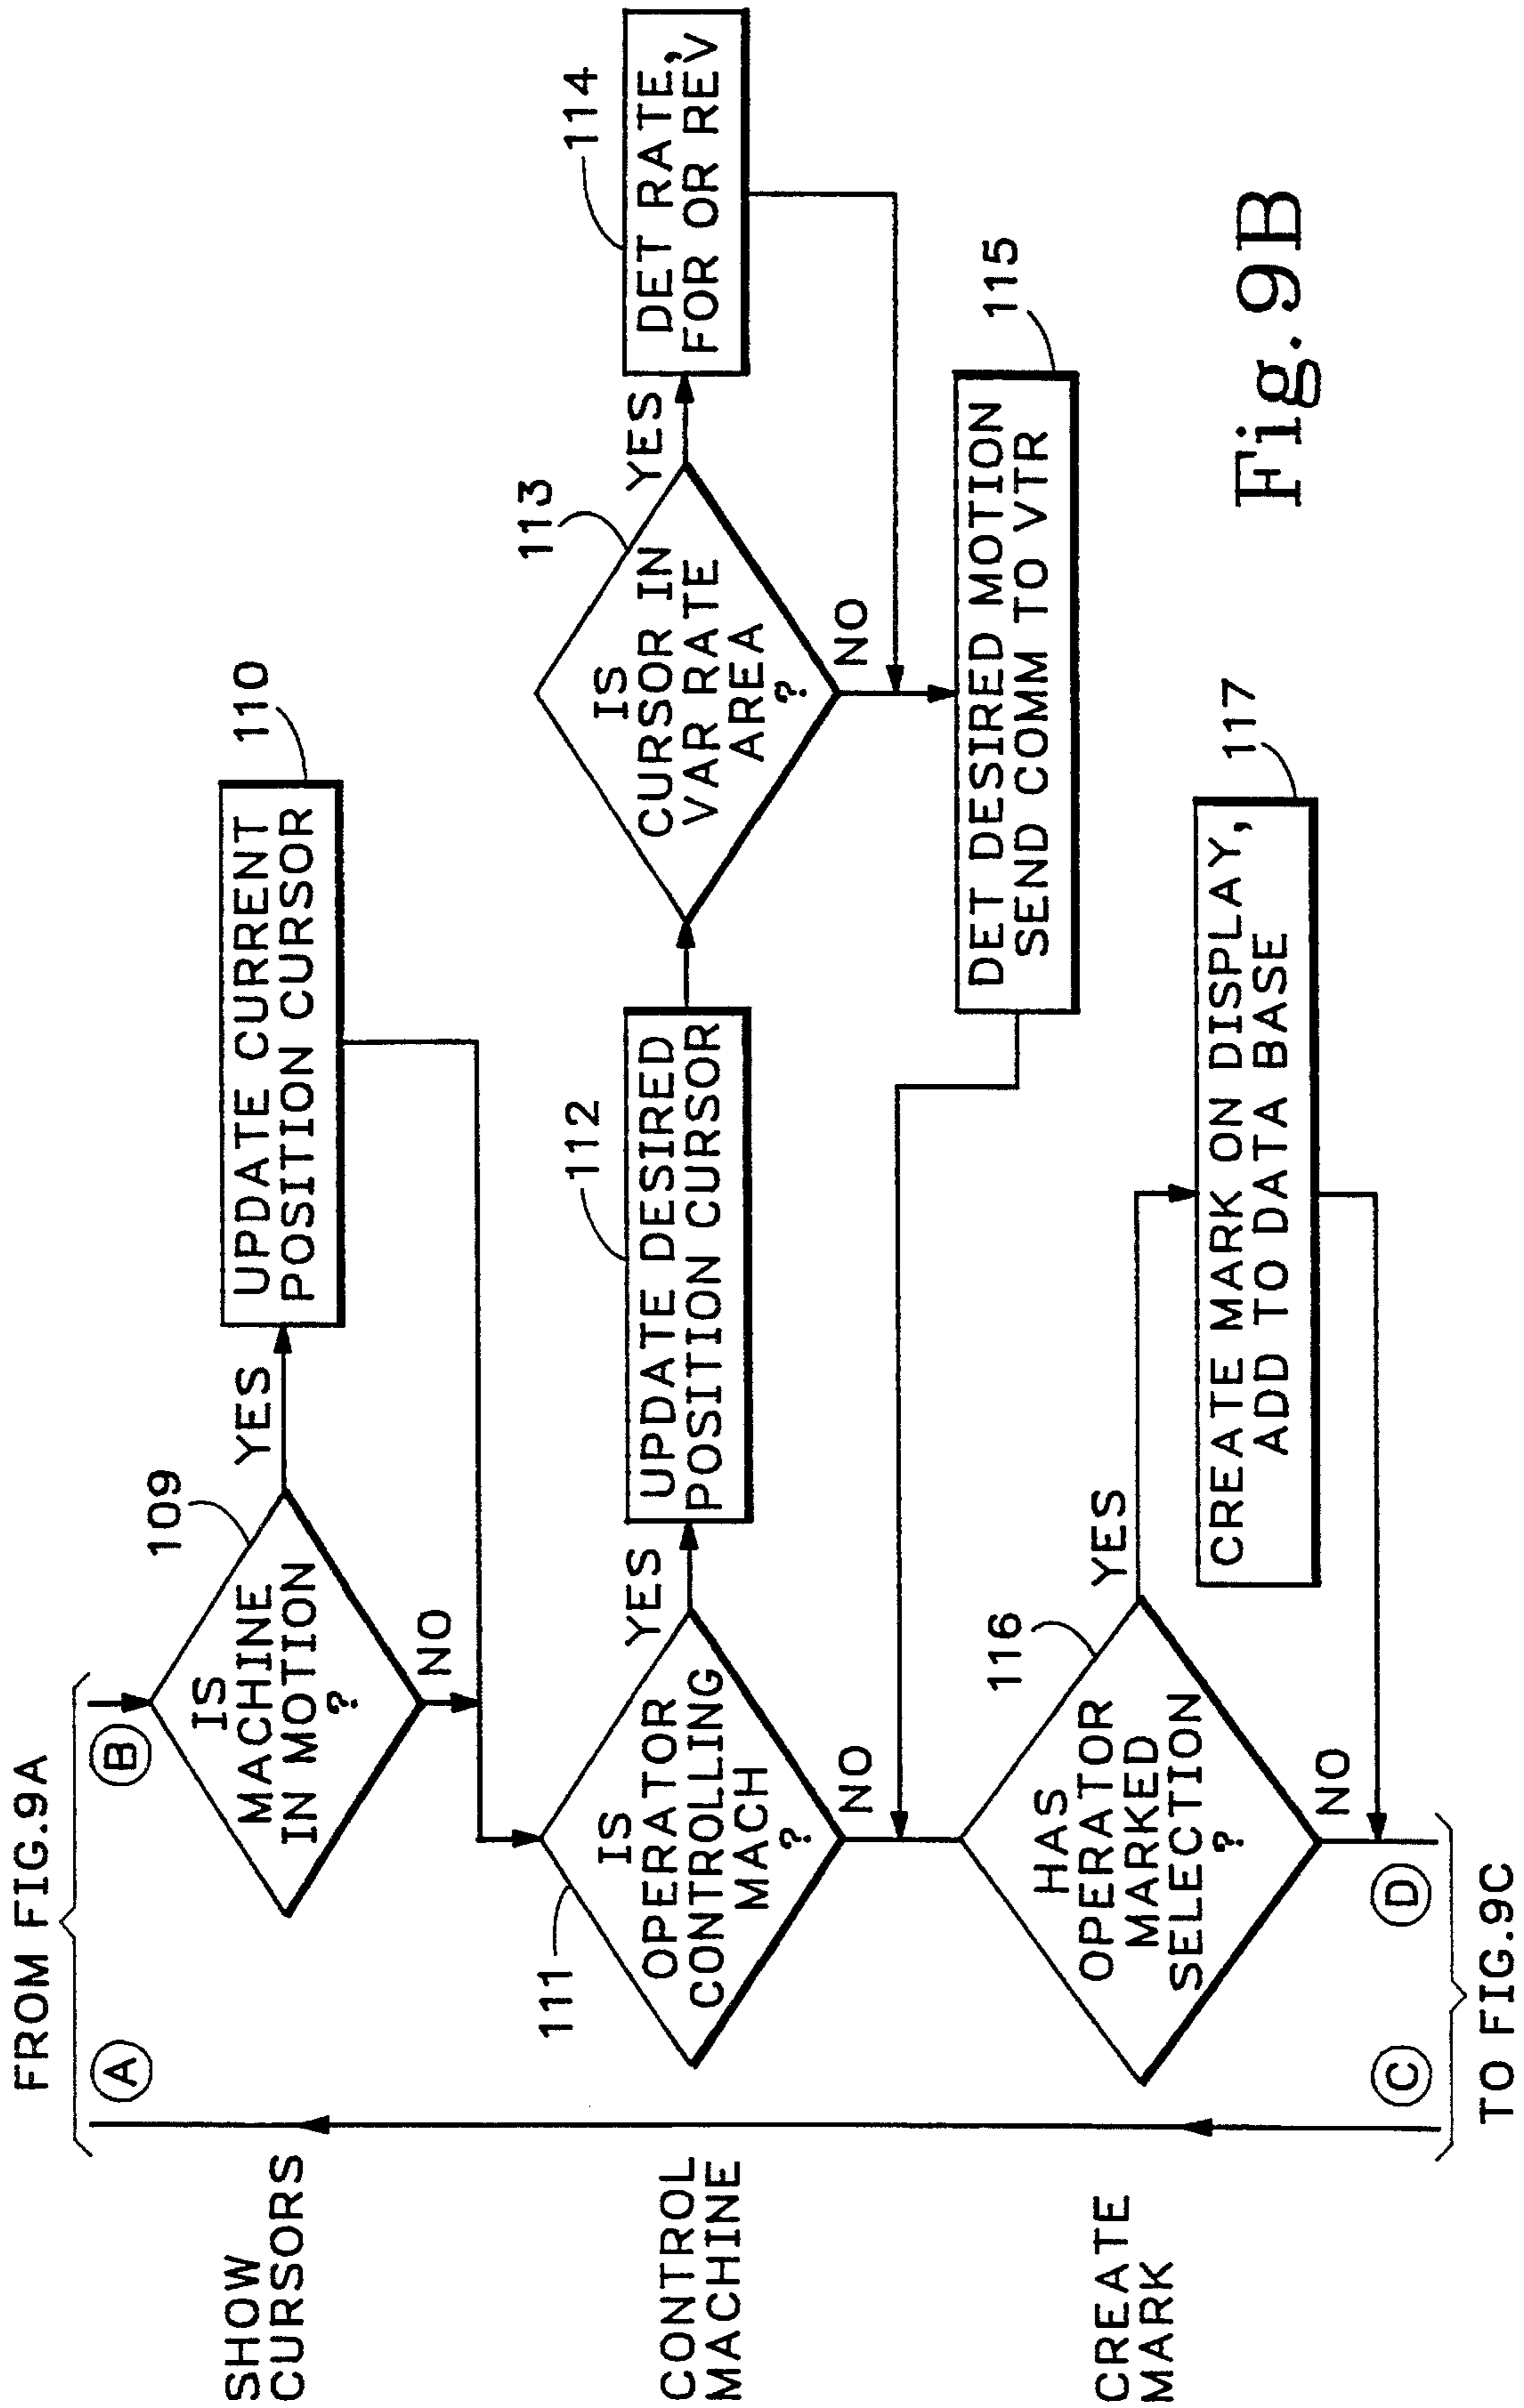 FROM FIG.9A
A
B
SHOW
CURSORS
109
IS
MACHINE
IN MOTION
?
YES
NO
110
UPDATE CURRENT
POSITION CURSOR
CONTROL
MACHINE
111
IS
OPERATOR
CONTROLLING
MACH
?
YES
NO
112
UPDATE DESIRED
POSITION CURSOR
113
IS
CURSOR IN
VAR RATE
AREA
?
YES
NO
114
DET RATE,
FOR OR REV
115
DET DESIRED MOTION
SEND COMM TO VTR
CREATE
MARK
116
HAS
OPERATOR
MARKED
SELECTION
?
YES
NO
117
CREATE MARK ON DISPLAY,
ADD TO DATA BASE
C
D
TO FIG.9C
Fig. 9B